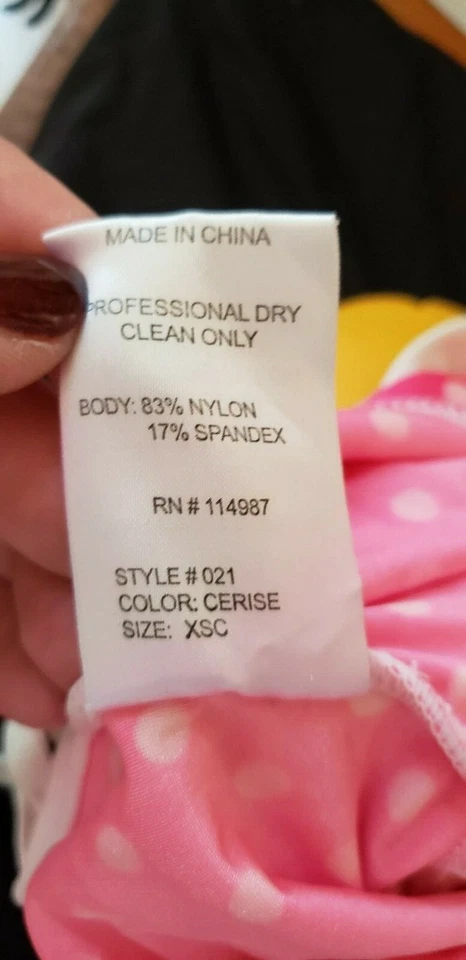 MADE IN CHINA
PROFESSIONAL DRY
CLEAN ONLY
BODY: 83% NYLON
17% SPANDEX
RN # 114987
STYLE # 021
COLOR: CERISE
SIZE: XSC